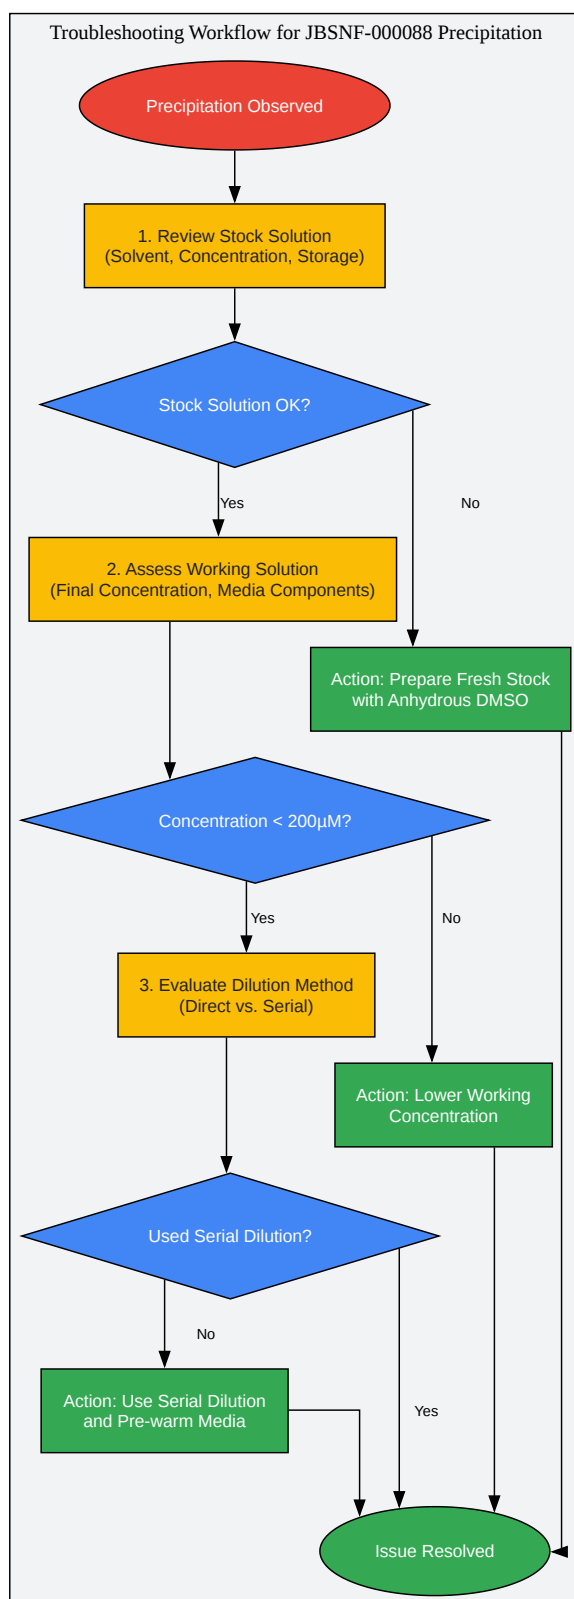 Troubleshooting Workflow for JBSNF-000088 Precipitation
Precipitation Observed
1. Review Stock Solution
(Solvent, Concentration, Storage)
Stock Solution OK?
Yes
No
2. Assess Working Solution
(Final Concentration, Media Components)
Action: Prepare Fresh Stock
with Anhydrous DMSO
Concentration < 200µM?
Yes
No
3. Evaluate Dilution Method
(Direct vs. Serial)
Action: Lower Working
Concentration
Used Serial Dilution?
No
Action: Use Serial Dilution
and Pre-warm Media
Yes
Issue Resolved